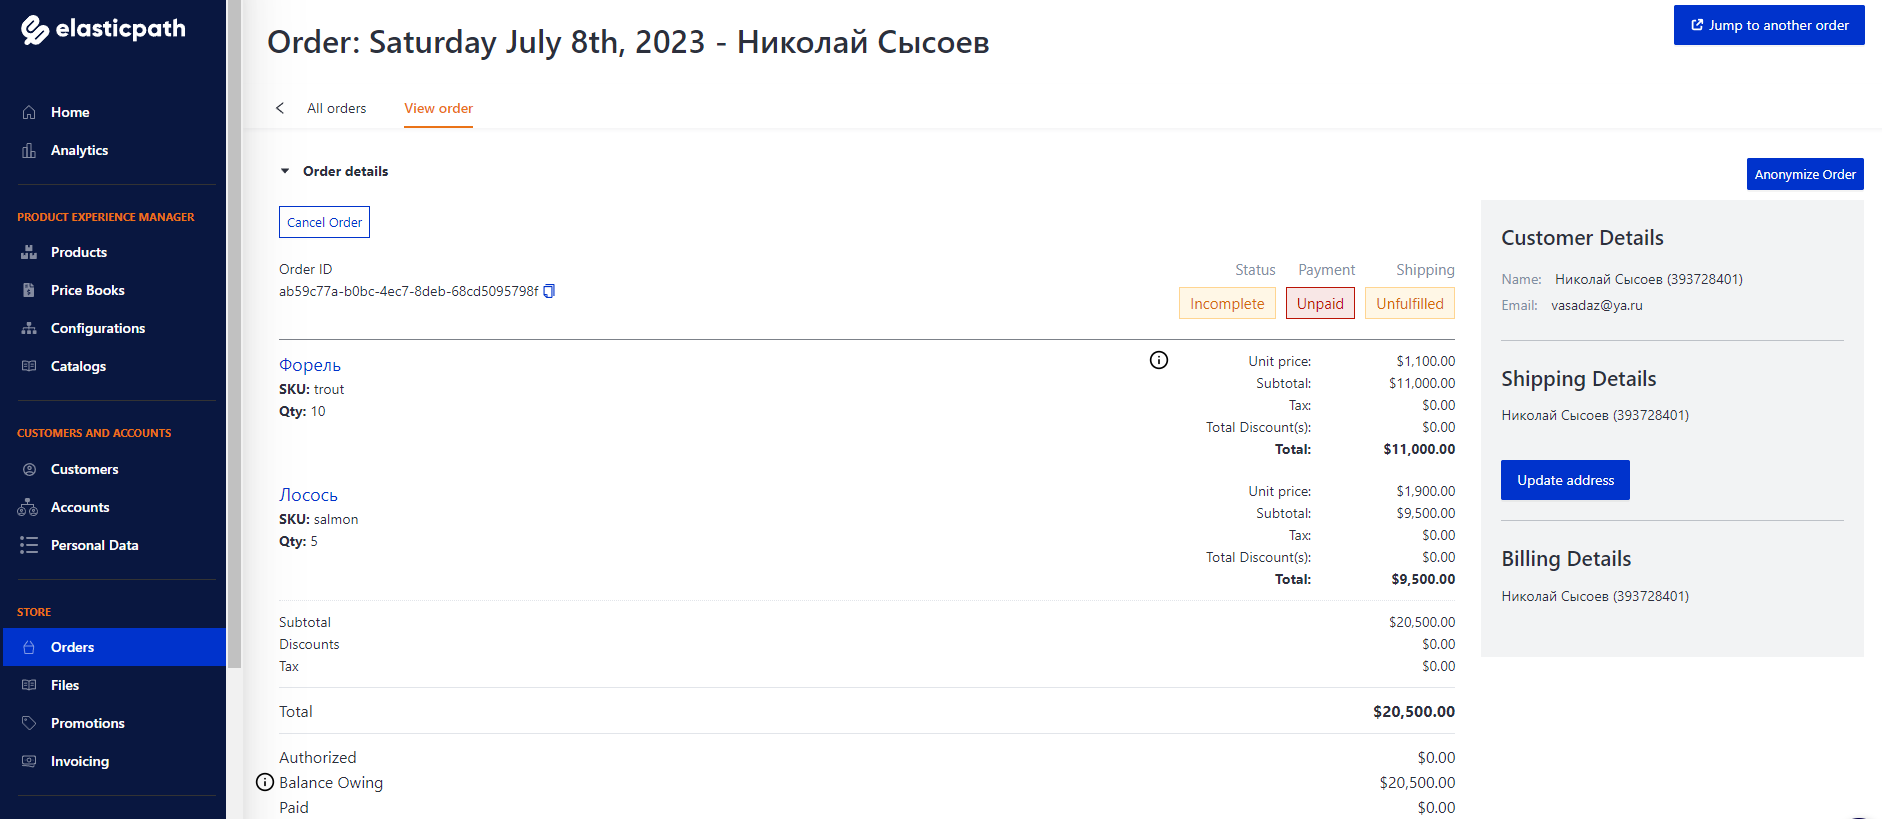 elasticpath
Home
Analytics
PRODUCT EXPERIENCE MANAGER
Products
Price Books
Configurations
Catalogs
CUSTOMERS AND ACCOUNTS
Customers
Accounts
Personal Data
STORE
Orders
Files
Promotions
Invoicing
Order: Saturday July 8th, 2023 - Николай Сысоев
Jump to another order
All orders View order
Order details
Anonymize Order
Cancel Order
Order ID
ab59c77a-b0bc-4ec7-8deb-68cd5095798f
Status Payment Shipping
Incomplete Unpaid Unfulfilled
Форель
SKU: trout
Qty: 10
Unit price: $1,100.00
Subtotal: $11,000.00
Tax: $0.00
Total Discount(s): $0.00
Total: $11,000.00
Лосось
SKU: salmon
Qty: 5
Unit price: $1,900.00
Subtotal: $9,500.00
Tax: $0.00
Total Discount(s): $0.00
Total: $9,500.00
Subtotal $20,500.00
Discounts $0.00
Tax $0.00
Total $20,500.00
Authorized $0.00
Balance Owing $20,500.00
Paid $0.00
Customer Details
Name: Николай Сысоев (393728401)
Email: vasadaz@ya.ru
Shipping Details
Николай Сысоев (393728401)
Update address
Billing Details
Николай Сысоев (393728401)